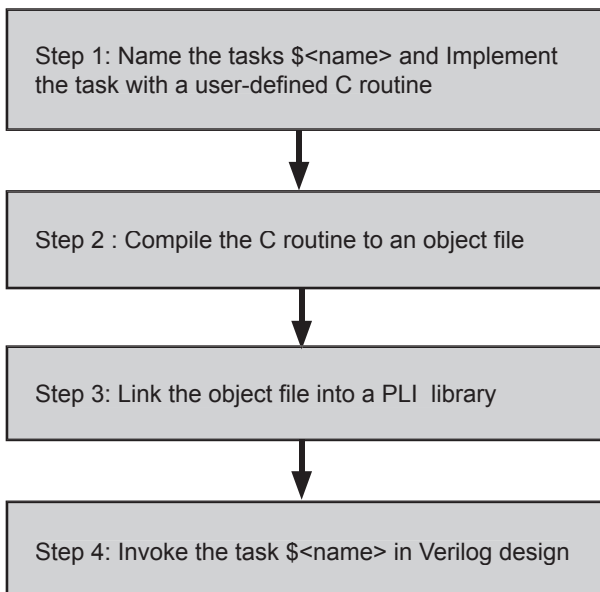 Step 1: Name the tasks $<name> and Implement
the task with a user-defined C routine
Step 2 : Compile the C routine to an object file
Step 3: Link the object file into a PLI  library
Step 4: Invoke the task $<name> in Verilog design